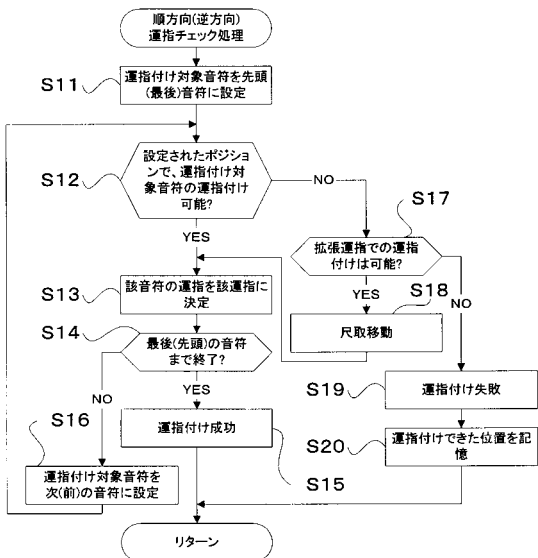 順方向(逆方向)
運指チェック処理
S11
運指付け対象音符を先頭
(最後)音符に設定
S12
設定されたポジショ
ンで、運指付け対
象音符の運指付け
可能?
NO
YES
S17
拡張運指での運指
付けは可能?
YES
NO
S18
尺取移動
S13
該音符の運指を該運指に
決定
S14
最後(先頭)の音符
まで終了?
NO
YES
S19
運指付け失敗
S16
運指付け対象音符を
次(前)の音符に設定
運指付け成功
S15
S20
運指付けできた位置を記
憶
リターン